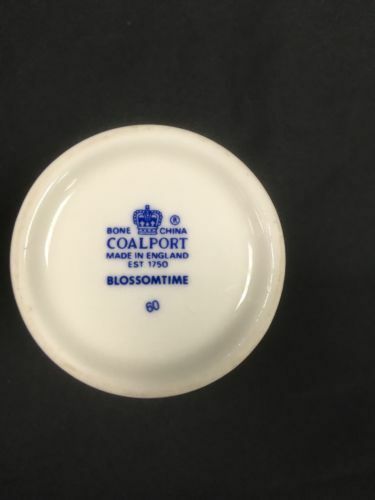 BONE CHINA ®
COALPORT
MADE IN ENGLAND
EST 1750
BLOSSOMTIME
60